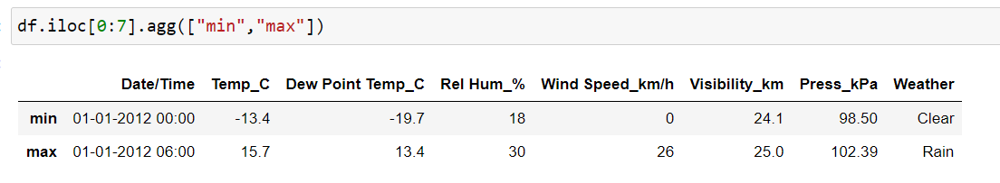 df.iloc[0:7].agg(["min","max"])
Date/Time Temp_C Dew Point Temp_C Rel Hum_% Wind Speed_km/h Visibility_km Press_kPa Weather
min 01-01-2012 00:00 -13.4 -19.7 18 0 24.1 98.50 Clear
max 01-01-2012 06:00 15.7 13.4 30 26 25.0 102.39 Rain